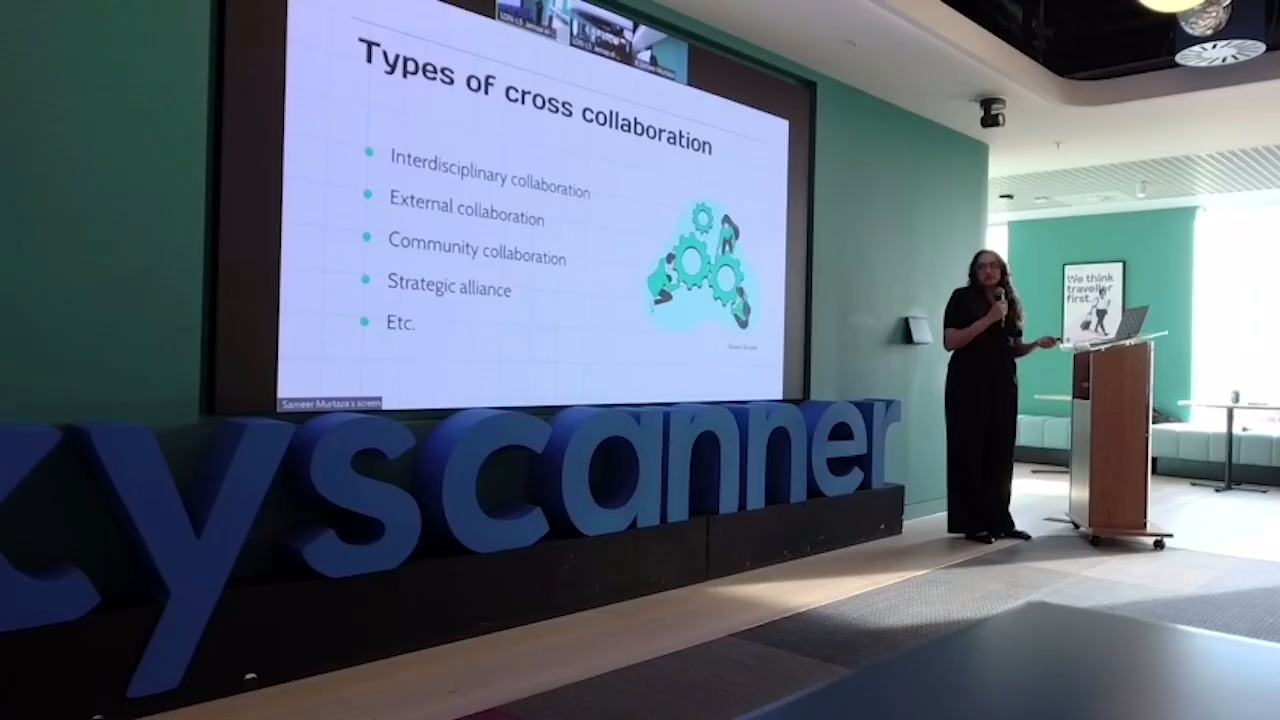 Types of cross collaboration
Interdisciplinary collaboration
External collaboration
Community collaboration
Strategic alliance
Etc.
Sameer Murtaza's screen
yscanner
We think
traveller
first.